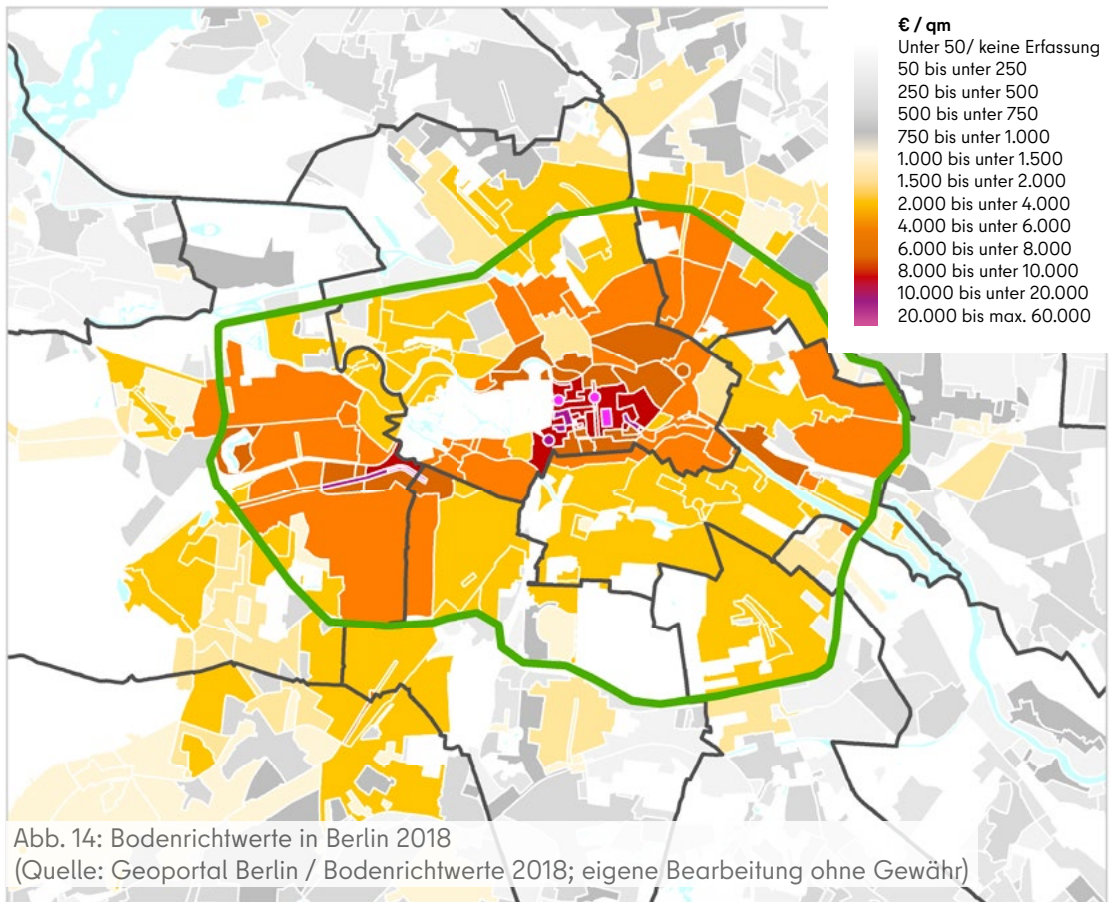 € / qm
Unter 50/ keine Erfassung
50 bis unter 250
250 bis unter 500
500 bis unter 750
750 bis unter 1.000
1.000 bis unter 1.500
1.500 bis unter 2.000
2.000 bis unter 4.000
4.000 bis unter 6.000
6.000 bis unter 8.000
8.000 bis unter 10.000
10.000 bis unter 20.000
20.000 bis max. 60.000
Abb. 14: Bodenrichtwerte in Berlin 2018
(Quelle: Geoportal Berlin / Bodenrichtwerte 2018; eigene Bearbeitung ohne Gewähr)